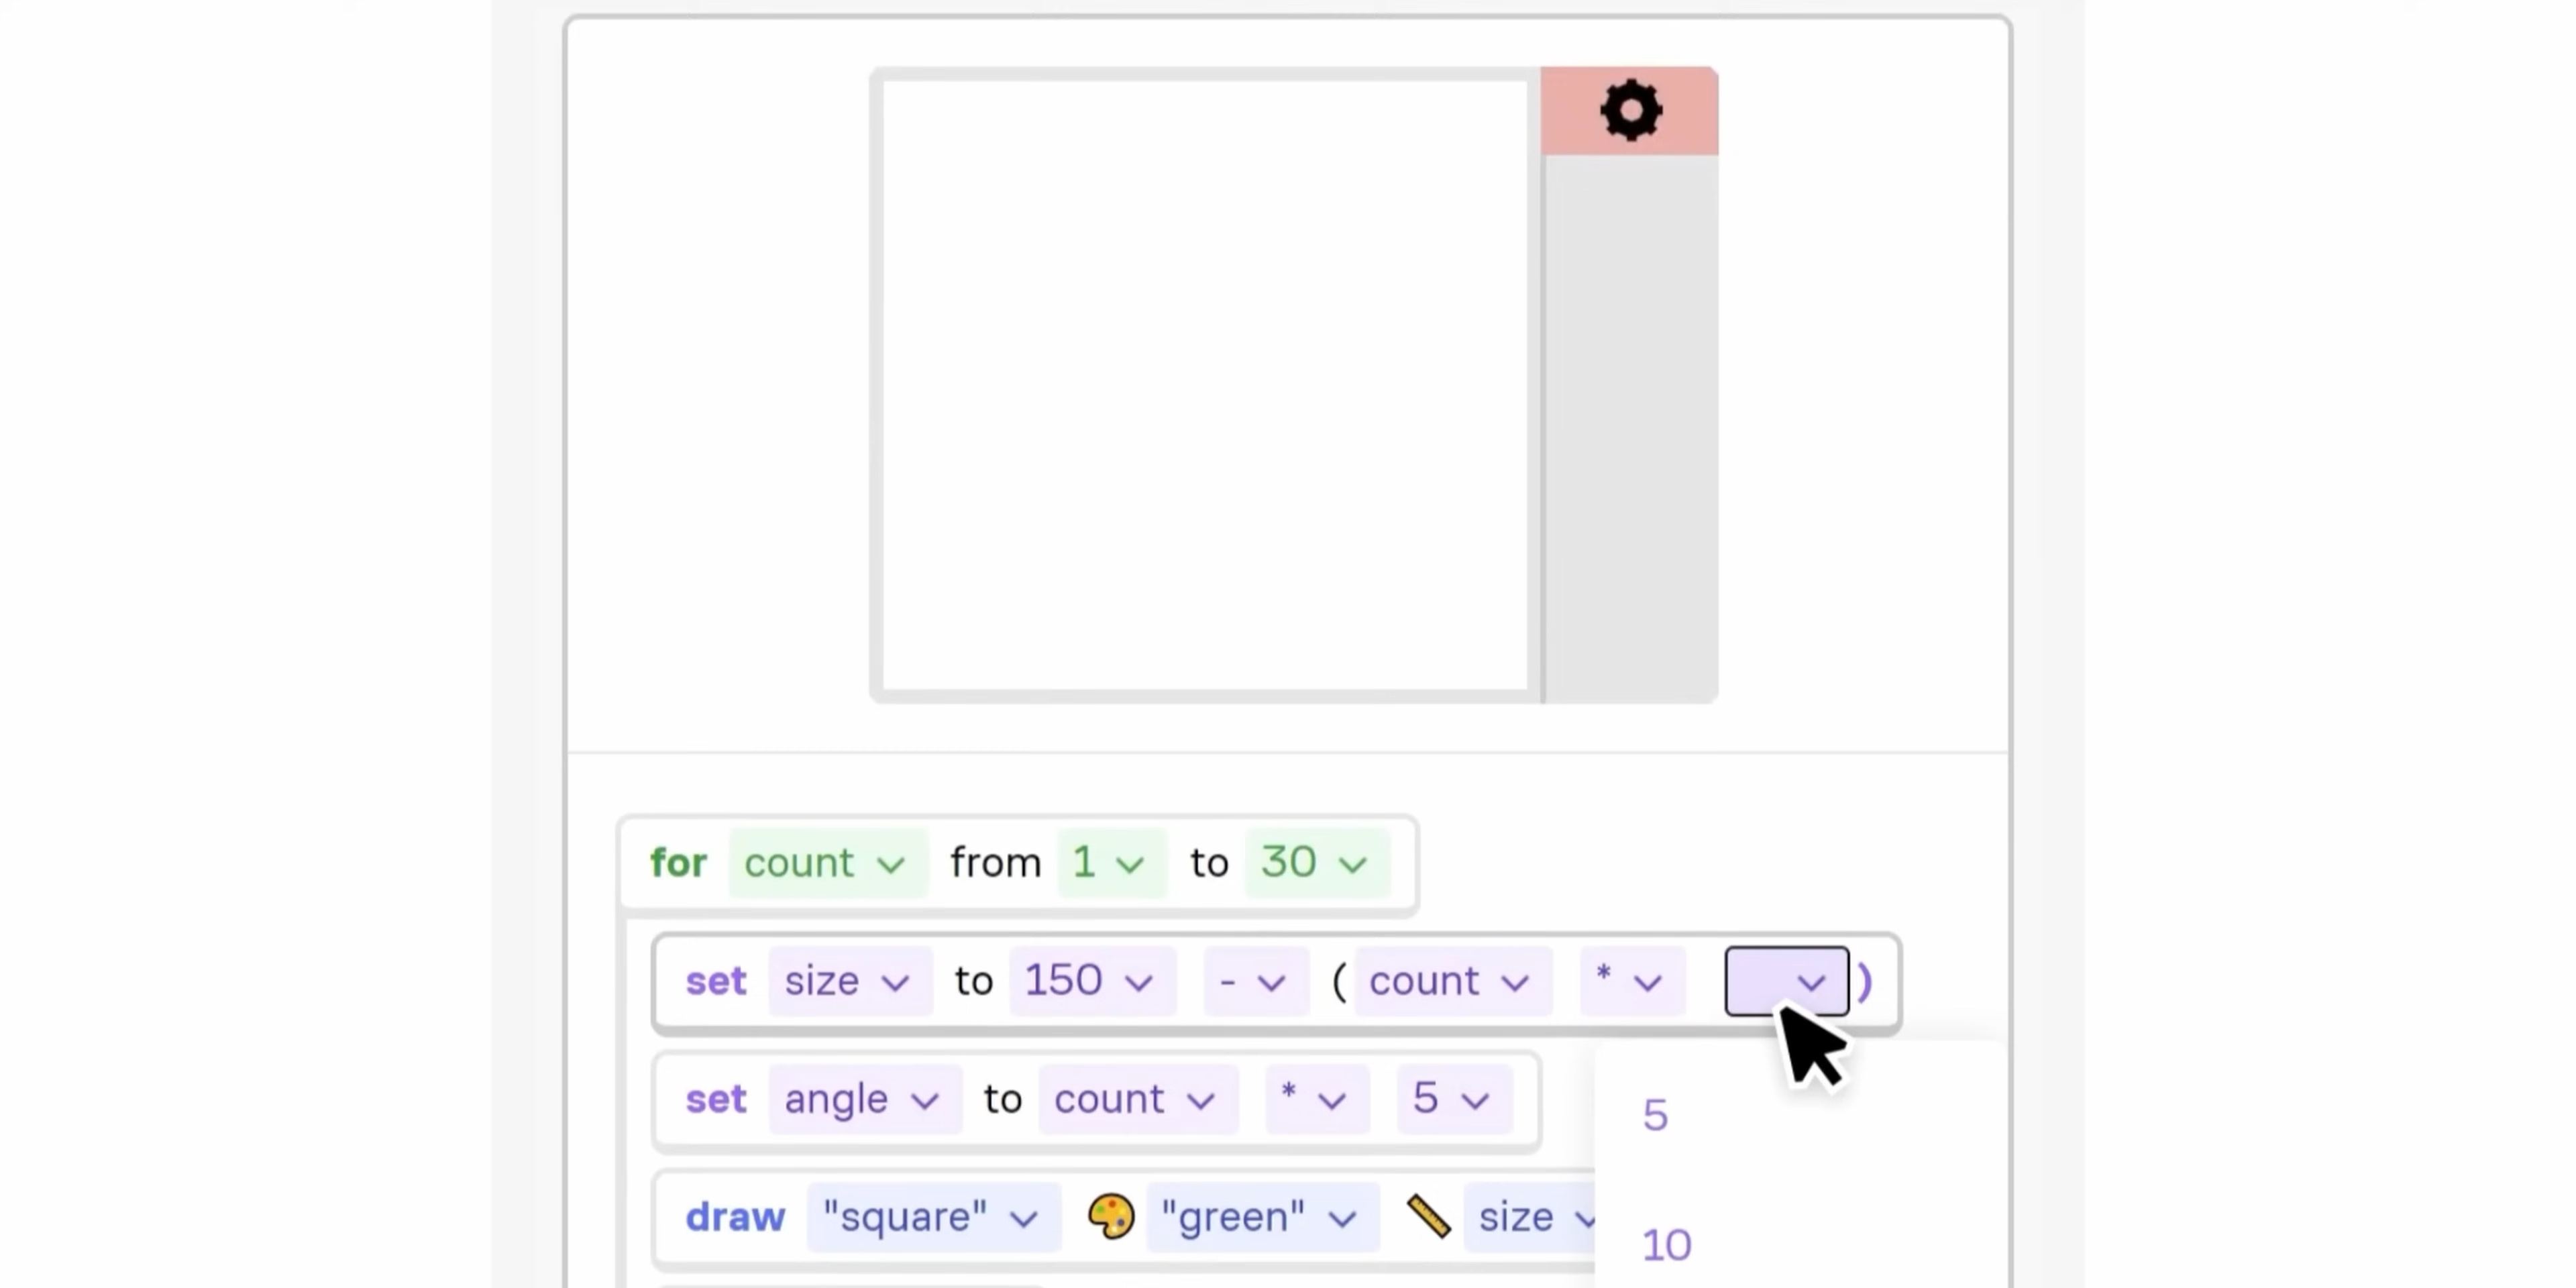 for count from 1 to 30
set size to 150 - (count * )
set angle to count * 5
draw "square" "green" size
5
10